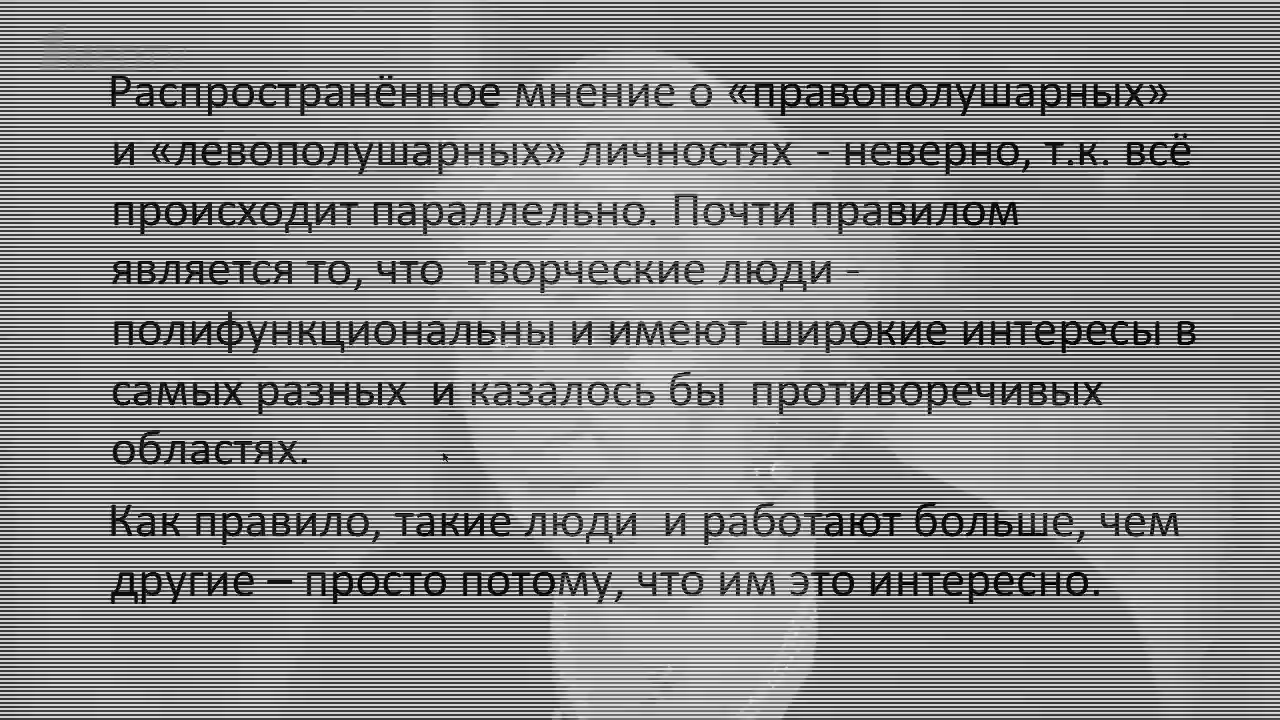 Распространённое мнение о «правополушарных»
и «левополушарных» личностях - неверно, т.к. всё
происходит параллельно. Почти правилом
является то, что творческие люди -
полифункциональны и имеют широкие интересы в
самых разных и казалось бы противоречивых
областях.
Как правило, такие люди и работают больше, чем
другие – просто потому, что им это интересно.